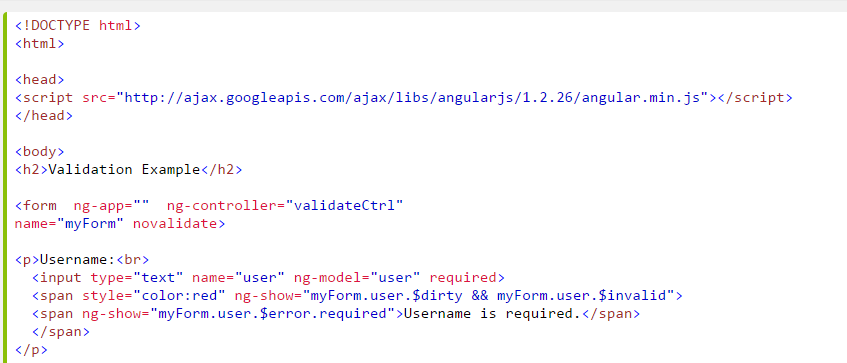 <!DOCTYPE html>
<html>
<head>
<script src="http://ajax.googleapis.com/ajax/libs/angularjs/1.2.26/angular.min.js"></script>
</head>
<body>
<h2>Validation Example</h2>
<form  ng-app=""  ng-controller="validateCtrl"
name="myForm" novalidate>
<p>Username:<br>
  <input type="text" name="user" ng-model="user" required>
  <span style="color:red" ng-show="myForm.user.$dirty && myForm.user.$invalid">
  <span ng-show="myForm.user.$error.required">Username is required.</span>
  </span>
</p>